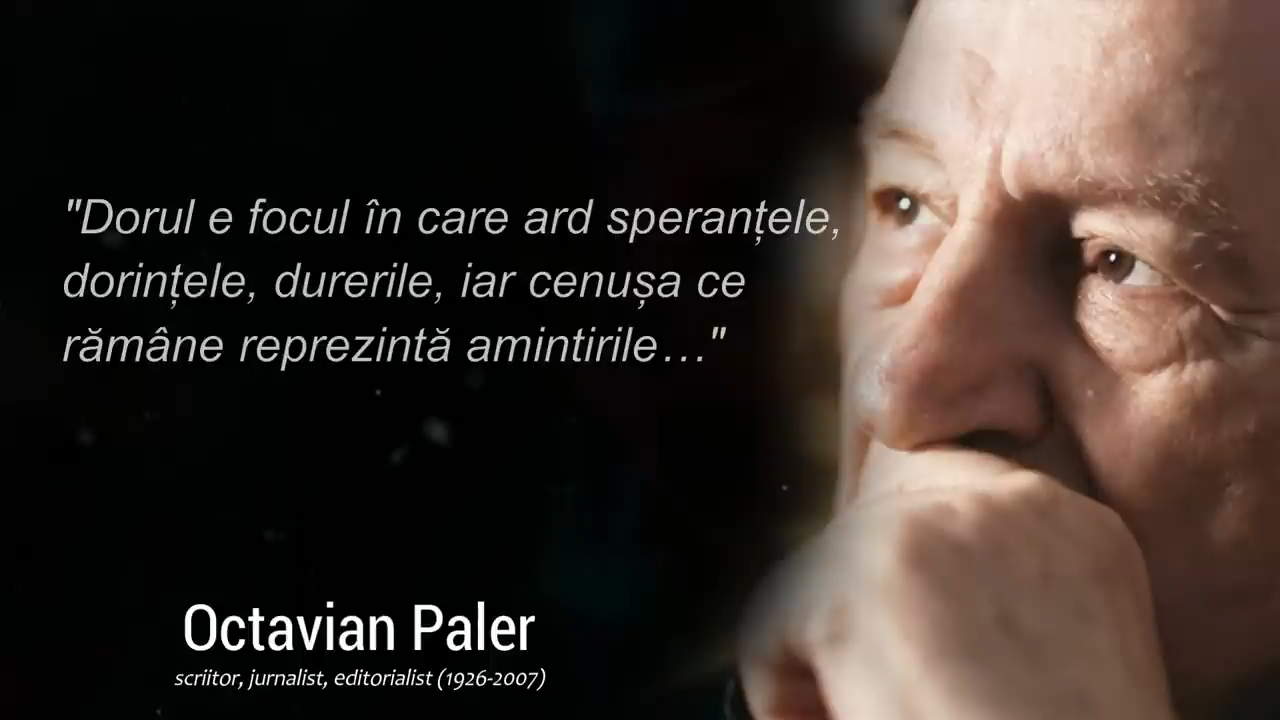 "Dorul e focul în care ard speranțele,
dorințele, durerile, iar cenușa ce
rămâne reprezintă amintirile…"
Octavian Paler
scriitor, jurnalist, editorialist (1926-2007)